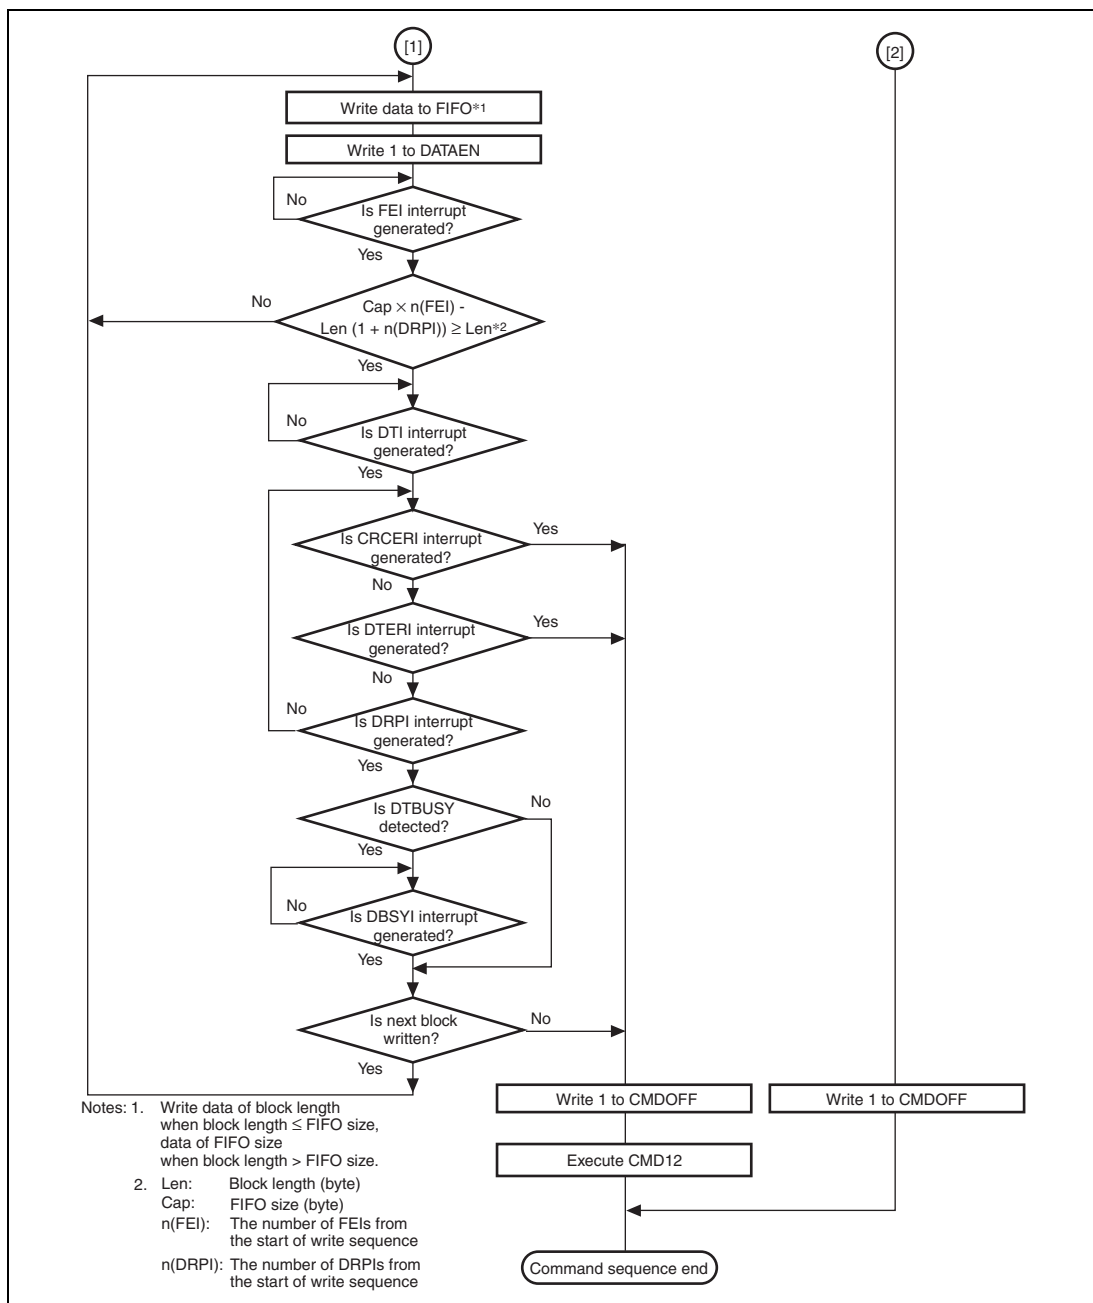 [1]
[2]
Write data to FIFO*1
Write 1 to DATAEN
No
Is FEI interrupt
generated?
Yes
No
Cap × n(FEI) -
Len (1 + n(DRPI)) ≥ Len*2
Yes
No
Is DTI interrupt
generated?
Yes
Is CRCERI interrupt
generated?
Yes
No
Is DTERI interrupt
generated?
Yes
No
No
Is DRPI interrupt
generated?
Yes
Is DTBUSY
detected?
No
Yes
No
Is DBSYI interrupt
generated?
Yes
Is next block
written?
No
Yes
Write 1 to CMDOFF
Write 1 to CMDOFF
Execute CMD12
Command sequence end
Notes: 1. Write data of block length
when block length ≤ FIFO size,
data of FIFO size
when block length > FIFO size.
2. Len: Block length (byte)
Cap: FIFO size (byte)
n(FEI): The number of FEIs from
the start of write sequence
n(DRPI): The number of DRPIs from
the start of write sequence